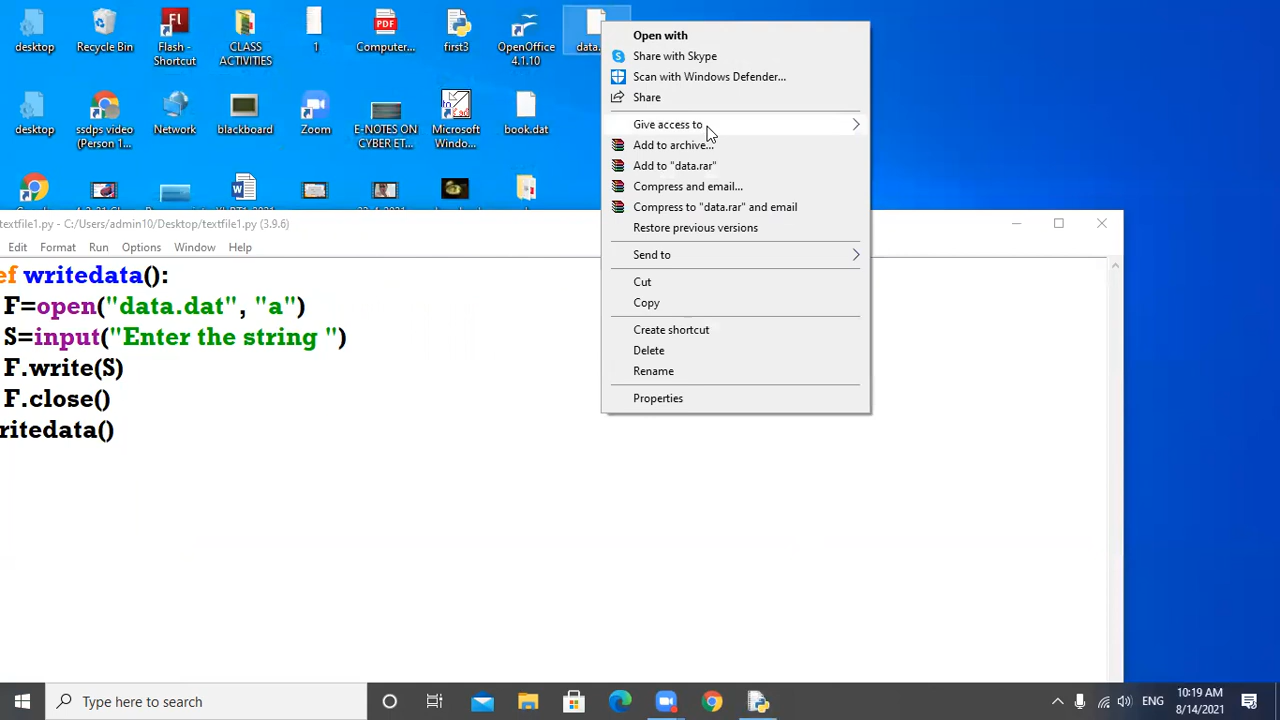 desktop
Recycle Bin
Flash -
Shortcut
CLASS
ACTIVITIES
1
Computer...
first3
OpenOffice
4.1.10
data.
desktop
ssdps video
(Person 1...
Network
blackboard
Zoom
E-NOTES ON
CYBER ET...
Microsoft
Windo...
book.dat
Open with
Share with Skype
Scan with Windows Defender...
Share
Give access to
Add to archive...
Add to "data.rar"
Compress and email...
Compress to "data.rar" and email
Restore previous versions
Send to
Cut
Copy
Create shortcut
Delete
Rename
Properties
textfile1.py - C:/Users/admin10/Desktop/textfile1.py (3.9.6)
Edit Format Run Options Window Help
ef writedata():
F=open("data.dat", "a")
S=input("Enter the string ")
F.write(S)
F.close()
ritedata()
Type here to search
ENG
10:19 AM
8/14/2021